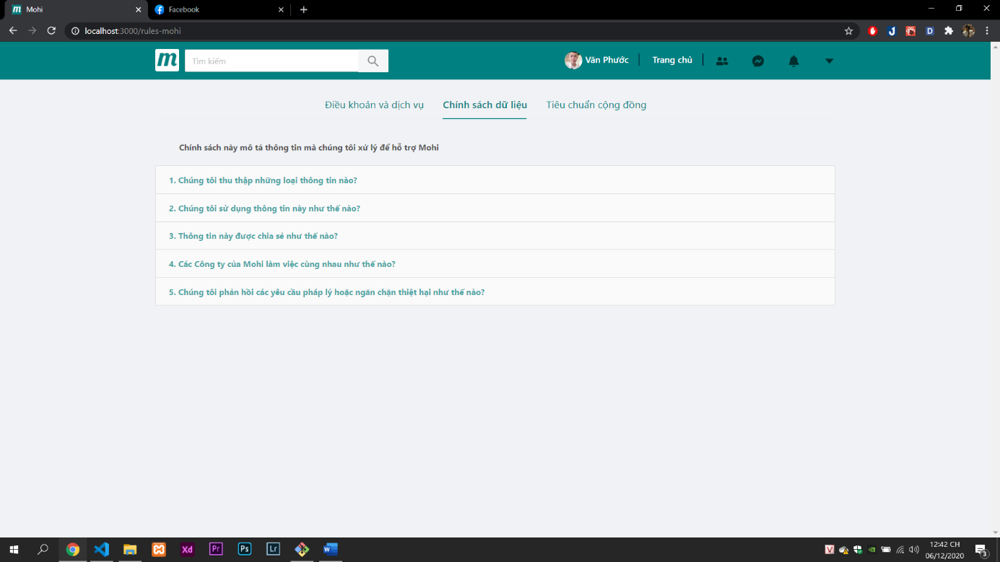 Mohi
Facebook
localhost:3000/rules-mohi
m
Tìm kiếm
Văn Phước
Trang chủ
Điều khoản và dịch vụ
Chính sách dữ liệu
Tiêu chuẩn cộng đồng
Chính sách này mô tả thông tin mà chúng tôi xử lý để hỗ trợ Mohi
1. Chúng tôi thu thập những loại thông tin nào?
2. Chúng tôi sử dụng thông tin này như thế nào?
3. Thông tin này được chia sẻ như thế nào?
4. Các Công ty của Mohi làm việc cùng nhau như thế nào?
5. Chúng tôi phản hồi các yêu cầu pháp lý hoặc ngăn chặn thiệt hại như thế nào?
Xd
Pr
Ps
Lr
W
V
12:42 CH
06/12/2020
3